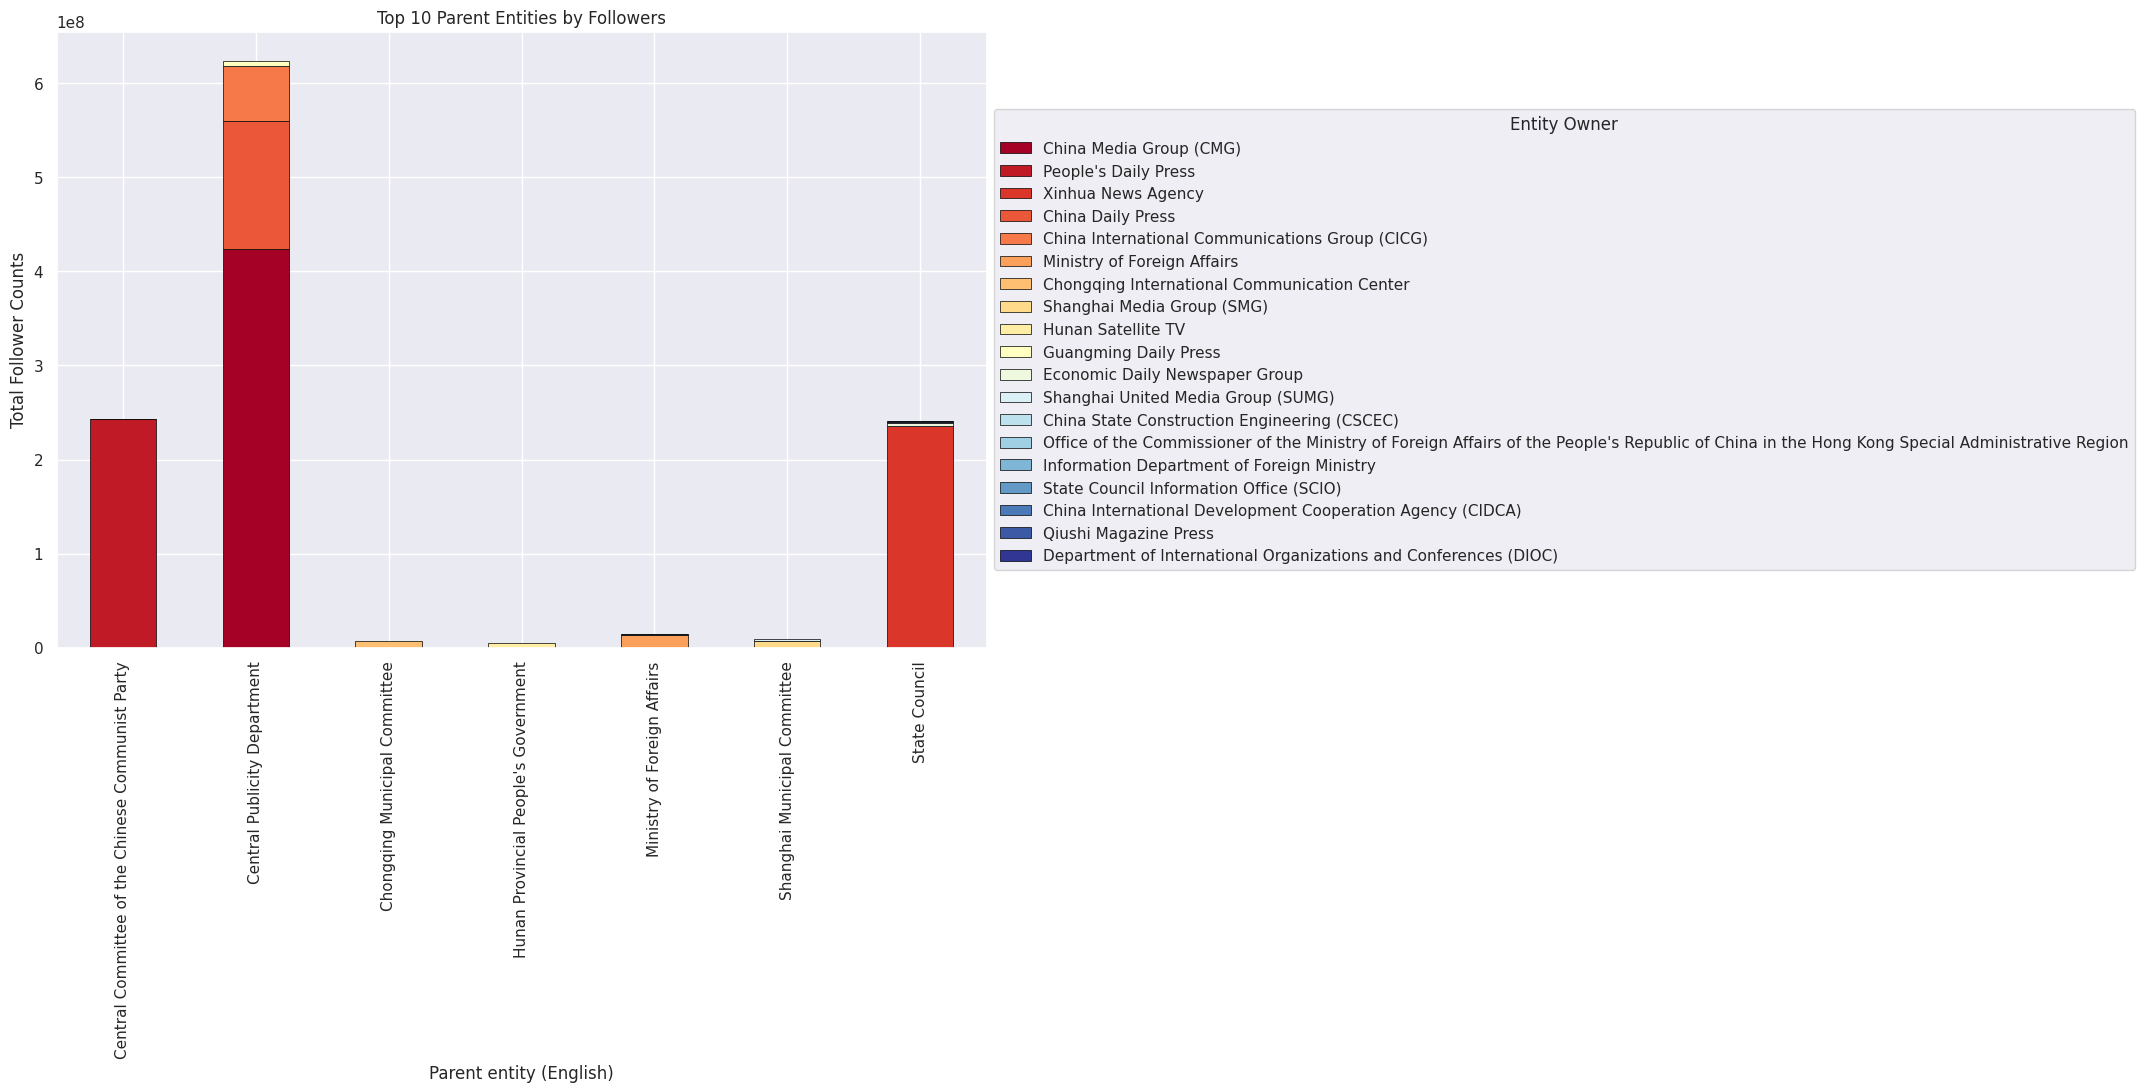 Top 10 Parent Entities by Followers
1e8
6
5
4
3
2
1
0
Total Follower Counts
Central Committee of the Chinese Communist Party
Central Publicity Department
Chongqing Municipal Committee
Hunan Provincial People's Government
Ministry of Foreign Affairs
Shanghai Municipal Committee
State Council
Parent entity (English)
Entity Owner
China Media Group (CMG)
People's Daily Press
Xinhua News Agency
China Daily Press
China International Communications Group (CICG)
Ministry of Foreign Affairs
Chongqing International Communication Center
Shanghai Media Group (SMG)
Hunan Satellite TV
Guangming Daily Press
Economic Daily Newspaper Group
Shanghai United Media Group (SUMG)
China State Construction Engineering (CSCEC)
Office of the Commissioner of the Ministry of Foreign Affairs of the People's Republic of China in the Hong Kong Special Administrative Region
Information Department of Foreign Ministry
State Council Information Office (SCIO)
China International Development Cooperation Agency (CIDCA)
Qiushi Magazine Press
Department of International Organizations and Conferences (DIOC)